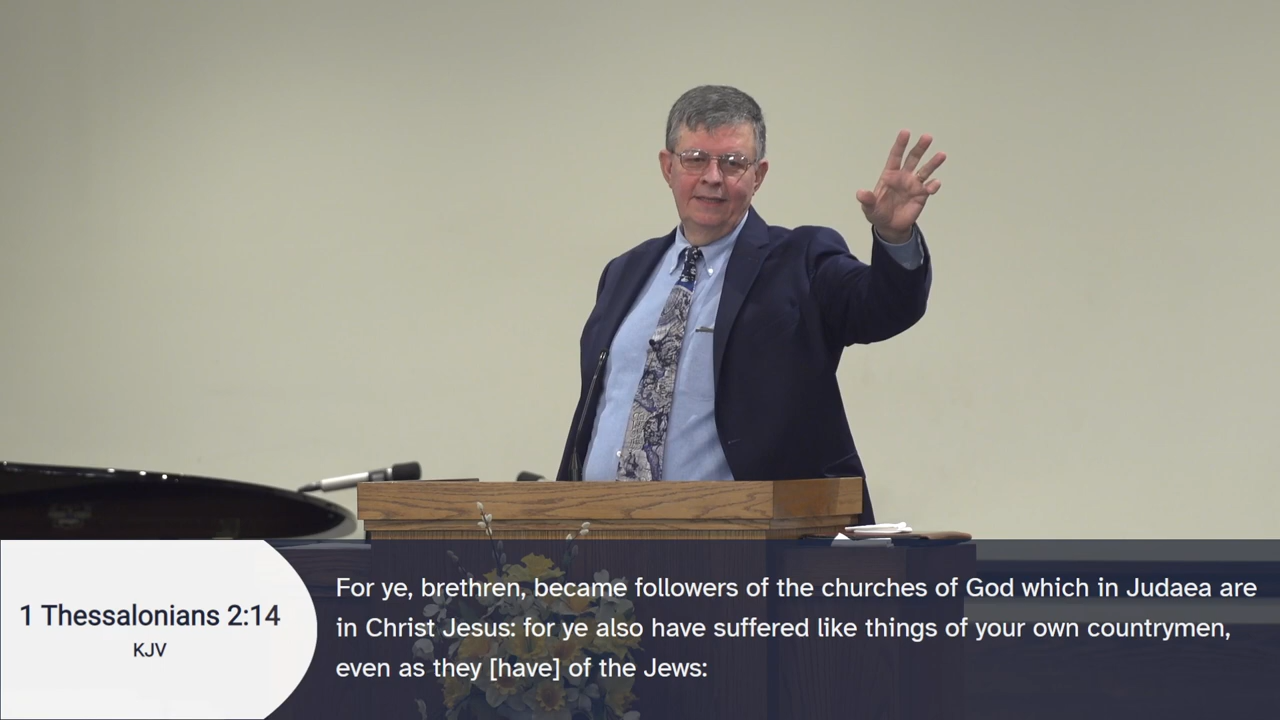 1 Thessalonians 2:14
KJV
For ye, brethren, became followers of the churches of God which in Judaea are
in Christ Jesus: for ye also have suffered like things of your own countrymen,
even as they [have] of the Jews: